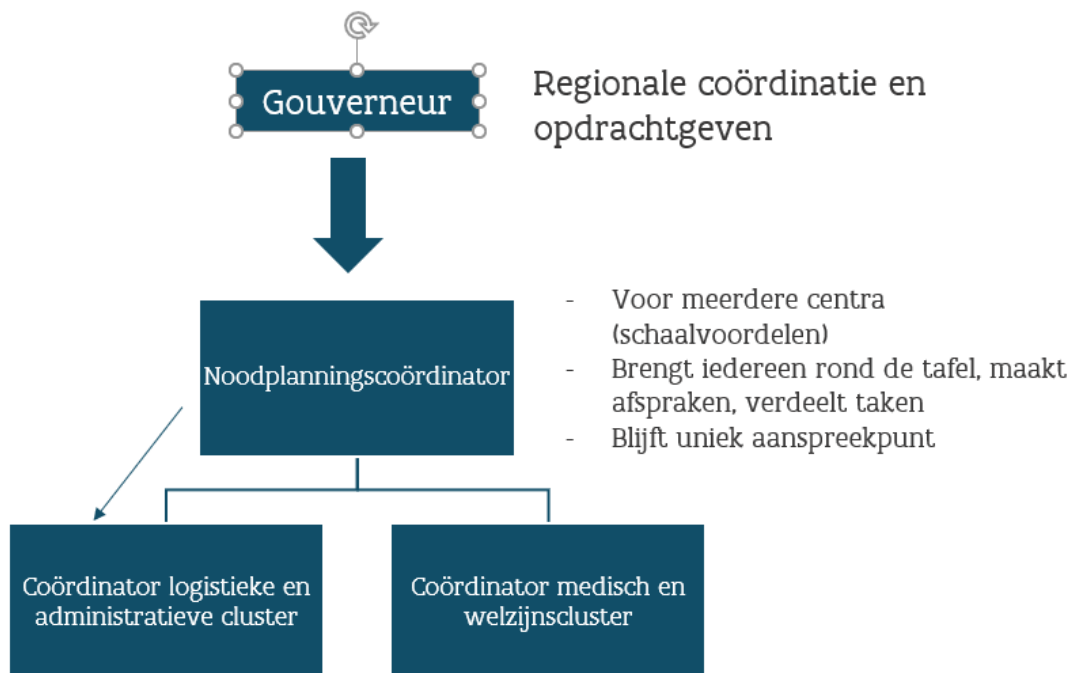 Gouverneur
Regionale coördinatie en
opdrachtgeven
Noodplanningscoördinator
- Voor meerdere centra
(schaalvoordelen)
- Brengt iedereen rond de tafel, maakt
afspraken, verdeelt taken
- Blijft uniek aanspreekpunt
Coördinator logistieke en
administratieve cluster
Coördinator medisch en
welzijnscluster